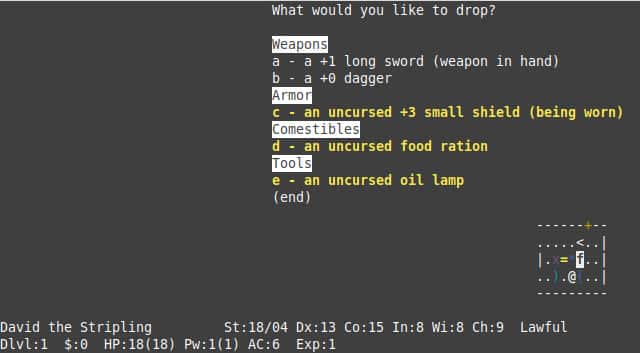 What would you like to drop?
Weapons
a - a +1 long sword (weapon in hand)
b - a +0 dagger
Armor
c - an uncursed +3 small shield (being worn)
Comestibles
d - an uncursed food ration
Tools
e - an uncursed oil lamp
(end)
------+--
.....<..|
|.x=*f..|
..).@(..|
---------
David the Stripling St:18/04 Dx:13 Co:15 In:8 Wi:8 Ch:9 Lawful
Dlvl:1 $:0 HP:18(18) Pw:1(1) AC:6 Exp:1